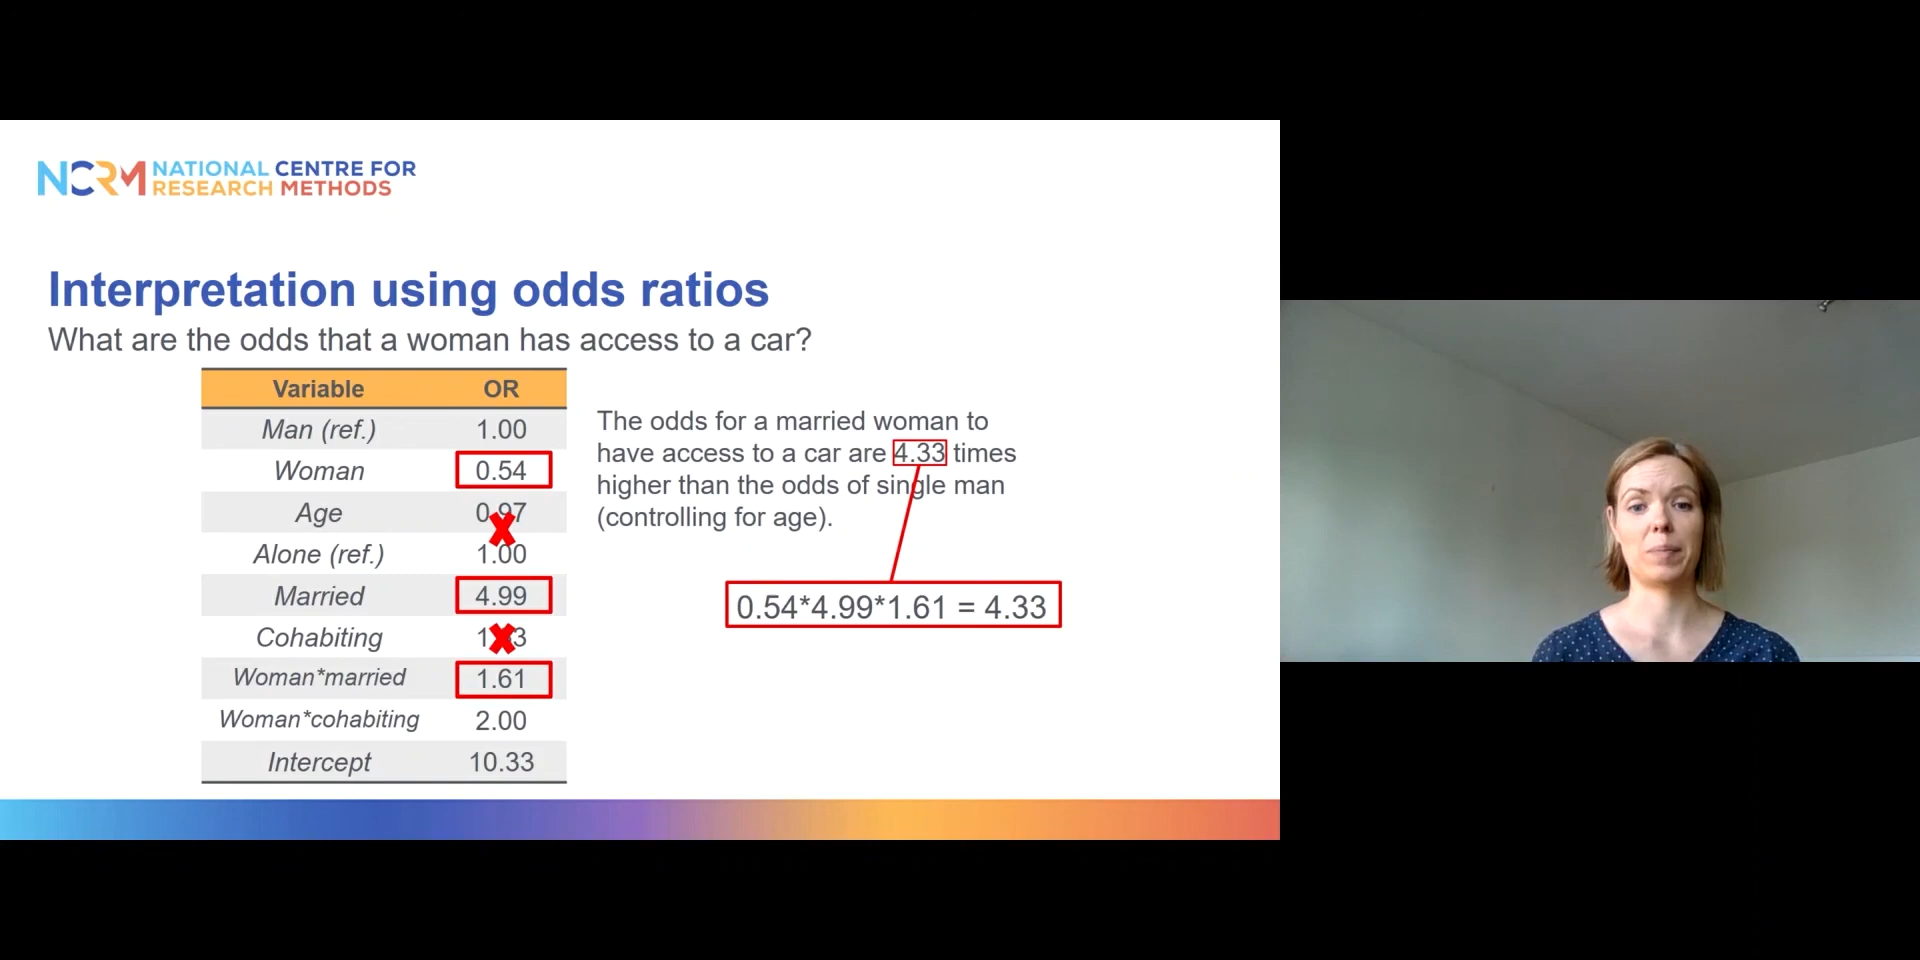 NCRM NATIONAL CENTRE FOR
RESEARCH METHODS
Interpretation using odds ratios
What are the odds that a woman has access to a car?
Variable OR
Man (ref.) 1.00
Woman 0.54
Age 0.97
Alone (ref.) 1.00
Married 4.99
Cohabiting
Woman*married 1.61
Woman*cohabiting 2.00
Intercept 10.33
The odds for a married woman to
have access to a car are 4.33 times
higher than the odds of single man
(controlling for age).
0.54*4.99*1.61 = 4.33